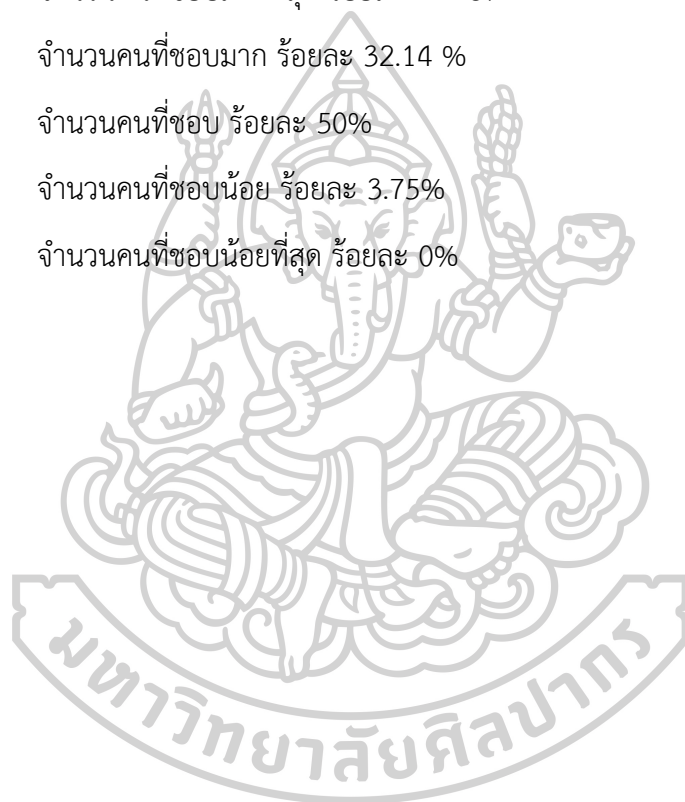 จำนวนคนที่ชอบมาก ร้อยละ 32.14 %
จำนวนคนที่ชอบ ร้อยละ 50%
จำนวนคนที่ชอบน้อย ร้อยละ 3.75%
จำนวนคนที่ชอบน้อยที่สุด ร้อยละ 0%
มหาวิทยาลัยศิลปากร